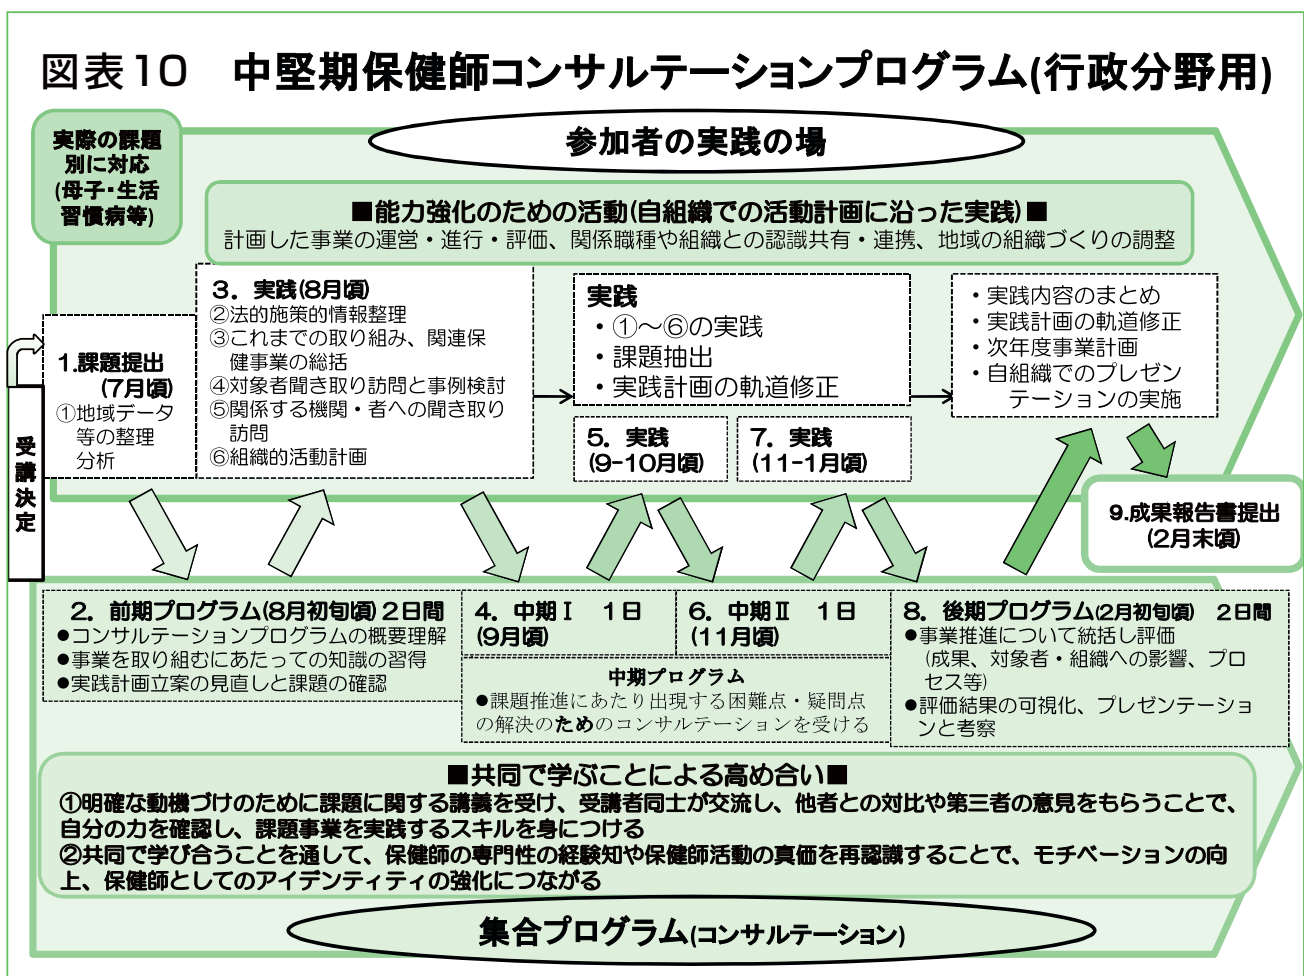 図表10　中堅期保健師コンサルテーションプログラム(行政分野用)
実際の課題
別に対応
(母子・生活
習慣病等)
参加者の実践の場
■能力強化のための活動(自組織での活動計画に沿った実践)■
計画した事業の運営・進行・評価、関係職種や組織との認識共有・連携、地域の組織づくりの調整
受講決定
1.課題提出
(7月頃)
①地域データ
等の整理
分析
3．実践(8月頃)
②法的施策的情報整理
③これまでの取り組み、関連保
健事業の総括
④対象者聞き取り訪問と事例検討
⑤関係する機関・者への聞き取り
訪問
⑥組織的活動計画
実践
・①～⑥の実践
・課題抽出
・実践計画の軌道修正
5．実践
(9-10月頃)
7．実践
(11-1月頃)
・実践内容のまとめ
・実践計画の軌道修正
・次年度事業計画
・自組織でのプレゼン
テーションの実施
9.成果報告書提出
(2月末頃)
2．前期プログラム(8月初旬頃)2日間
●コンサルテーションプログラムの概要理解
●事業を取り組むにあたっての知識の習得
●実践計画立案の見直しと課題の確認
4．中期Ⅰ　1日
(9月頃)
6．中期Ⅱ　1日
(11月頃)
中期プログラム
●課題推進にあたり出現する困難点・疑問点
の解決のためのコンサルテーションを受ける
8．後期プログラム(2月初旬頃)　2日間
●事業推進について統括し評価
(成果、対象者・組織への影響、プロ
セス等)
●評価結果の可視化、プレゼンテーショ
ンと考察
■共同で学ぶことによる高め合い■
①明確な動機づけのために課題に関する講義を受け、受講者同士が交流し、他者との対比や第三者の意見をもらうことで、
自分の力を確認し、課題事業を実践するスキルを身につける
②共同で学び合うことを通して、保健師の専門性の経験知や保健師活動の真価を再認識することで、モチベーションの向
上、保健師としてのアイデンティティの強化につながる
集合プログラム(コンサルテーション)